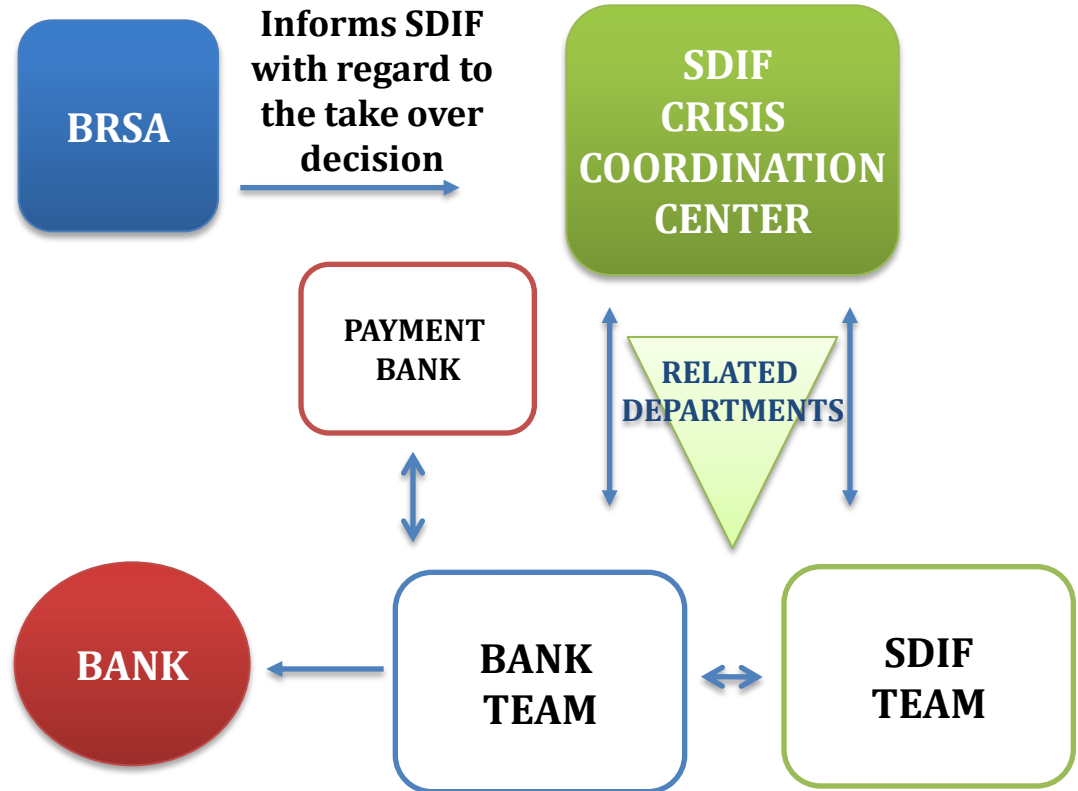 BRSA
Informs SDIF
with regard to
the take over
decision
SDIF
CRISIS
COORDINATION
CENTER
PAYMENT
BANK
RELATED
DEPARTMENTS
BANK
BANK
TEAM
SDIF
TEAM